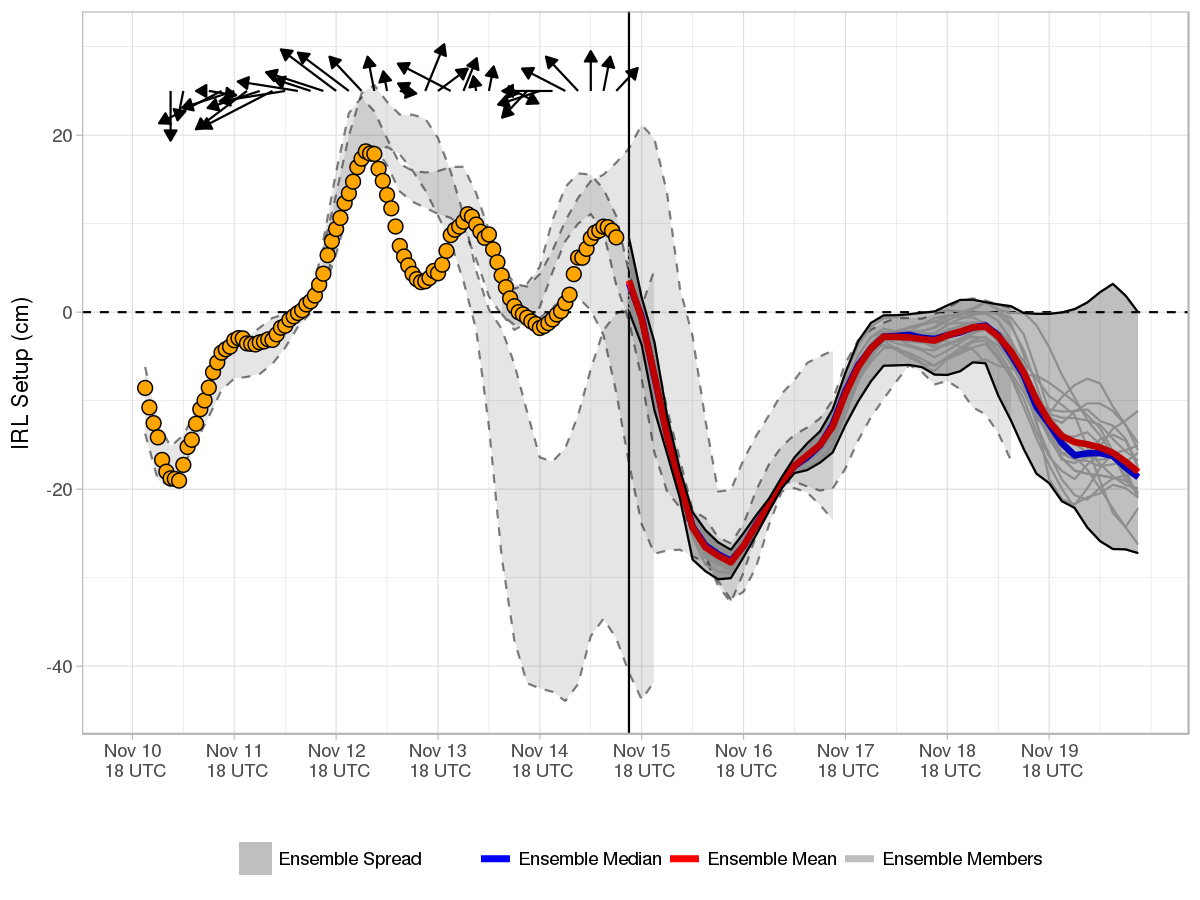 IRL Setup (cm)
20
0
-20
-40
Nov 10 Nov 11 Nov 12 Nov 13 Nov 14 Nov 15 Nov 16 Nov 17 Nov 18 Nov 19
18 UTC 18 UTC 18 UTC 18 UTC 18 UTC 18 UTC 18 UTC 18 UTC 18 UTC 18 UTC
Ensemble Spread Ensemble Median Ensemble Mean Ensemble Members